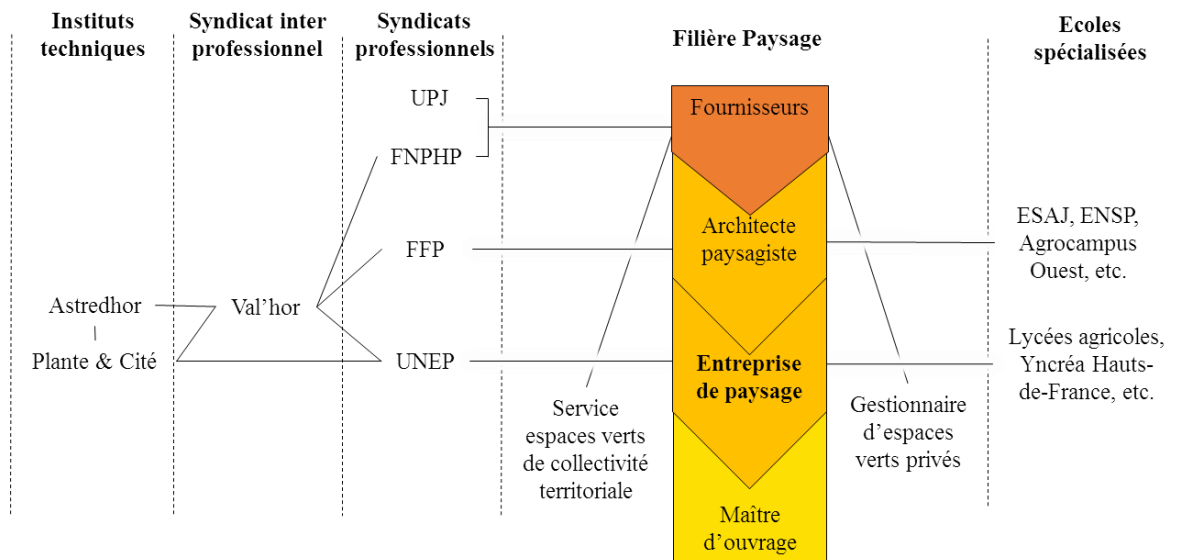 Instituts
techniques
Syndicat inter
professionnel
Syndicats
professionnels
Filière Paysage
Ecoles
spécialisées
UPJ
FNPHP
FFP
UNEP
Astredhor
Plante & Cité
Val’hor
Fournisseurs
Architecte
paysagiste
Entreprise
de paysage
Maître
d’ouvrage
Service
espaces verts
de collectivité
territoriale
Gestionnaire
d’espaces
verts privés
ESAJ, ENSP,
Agrocampus
Ouest, etc.
Lycées agricoles,
Yncréa Hauts-
de-France, etc.